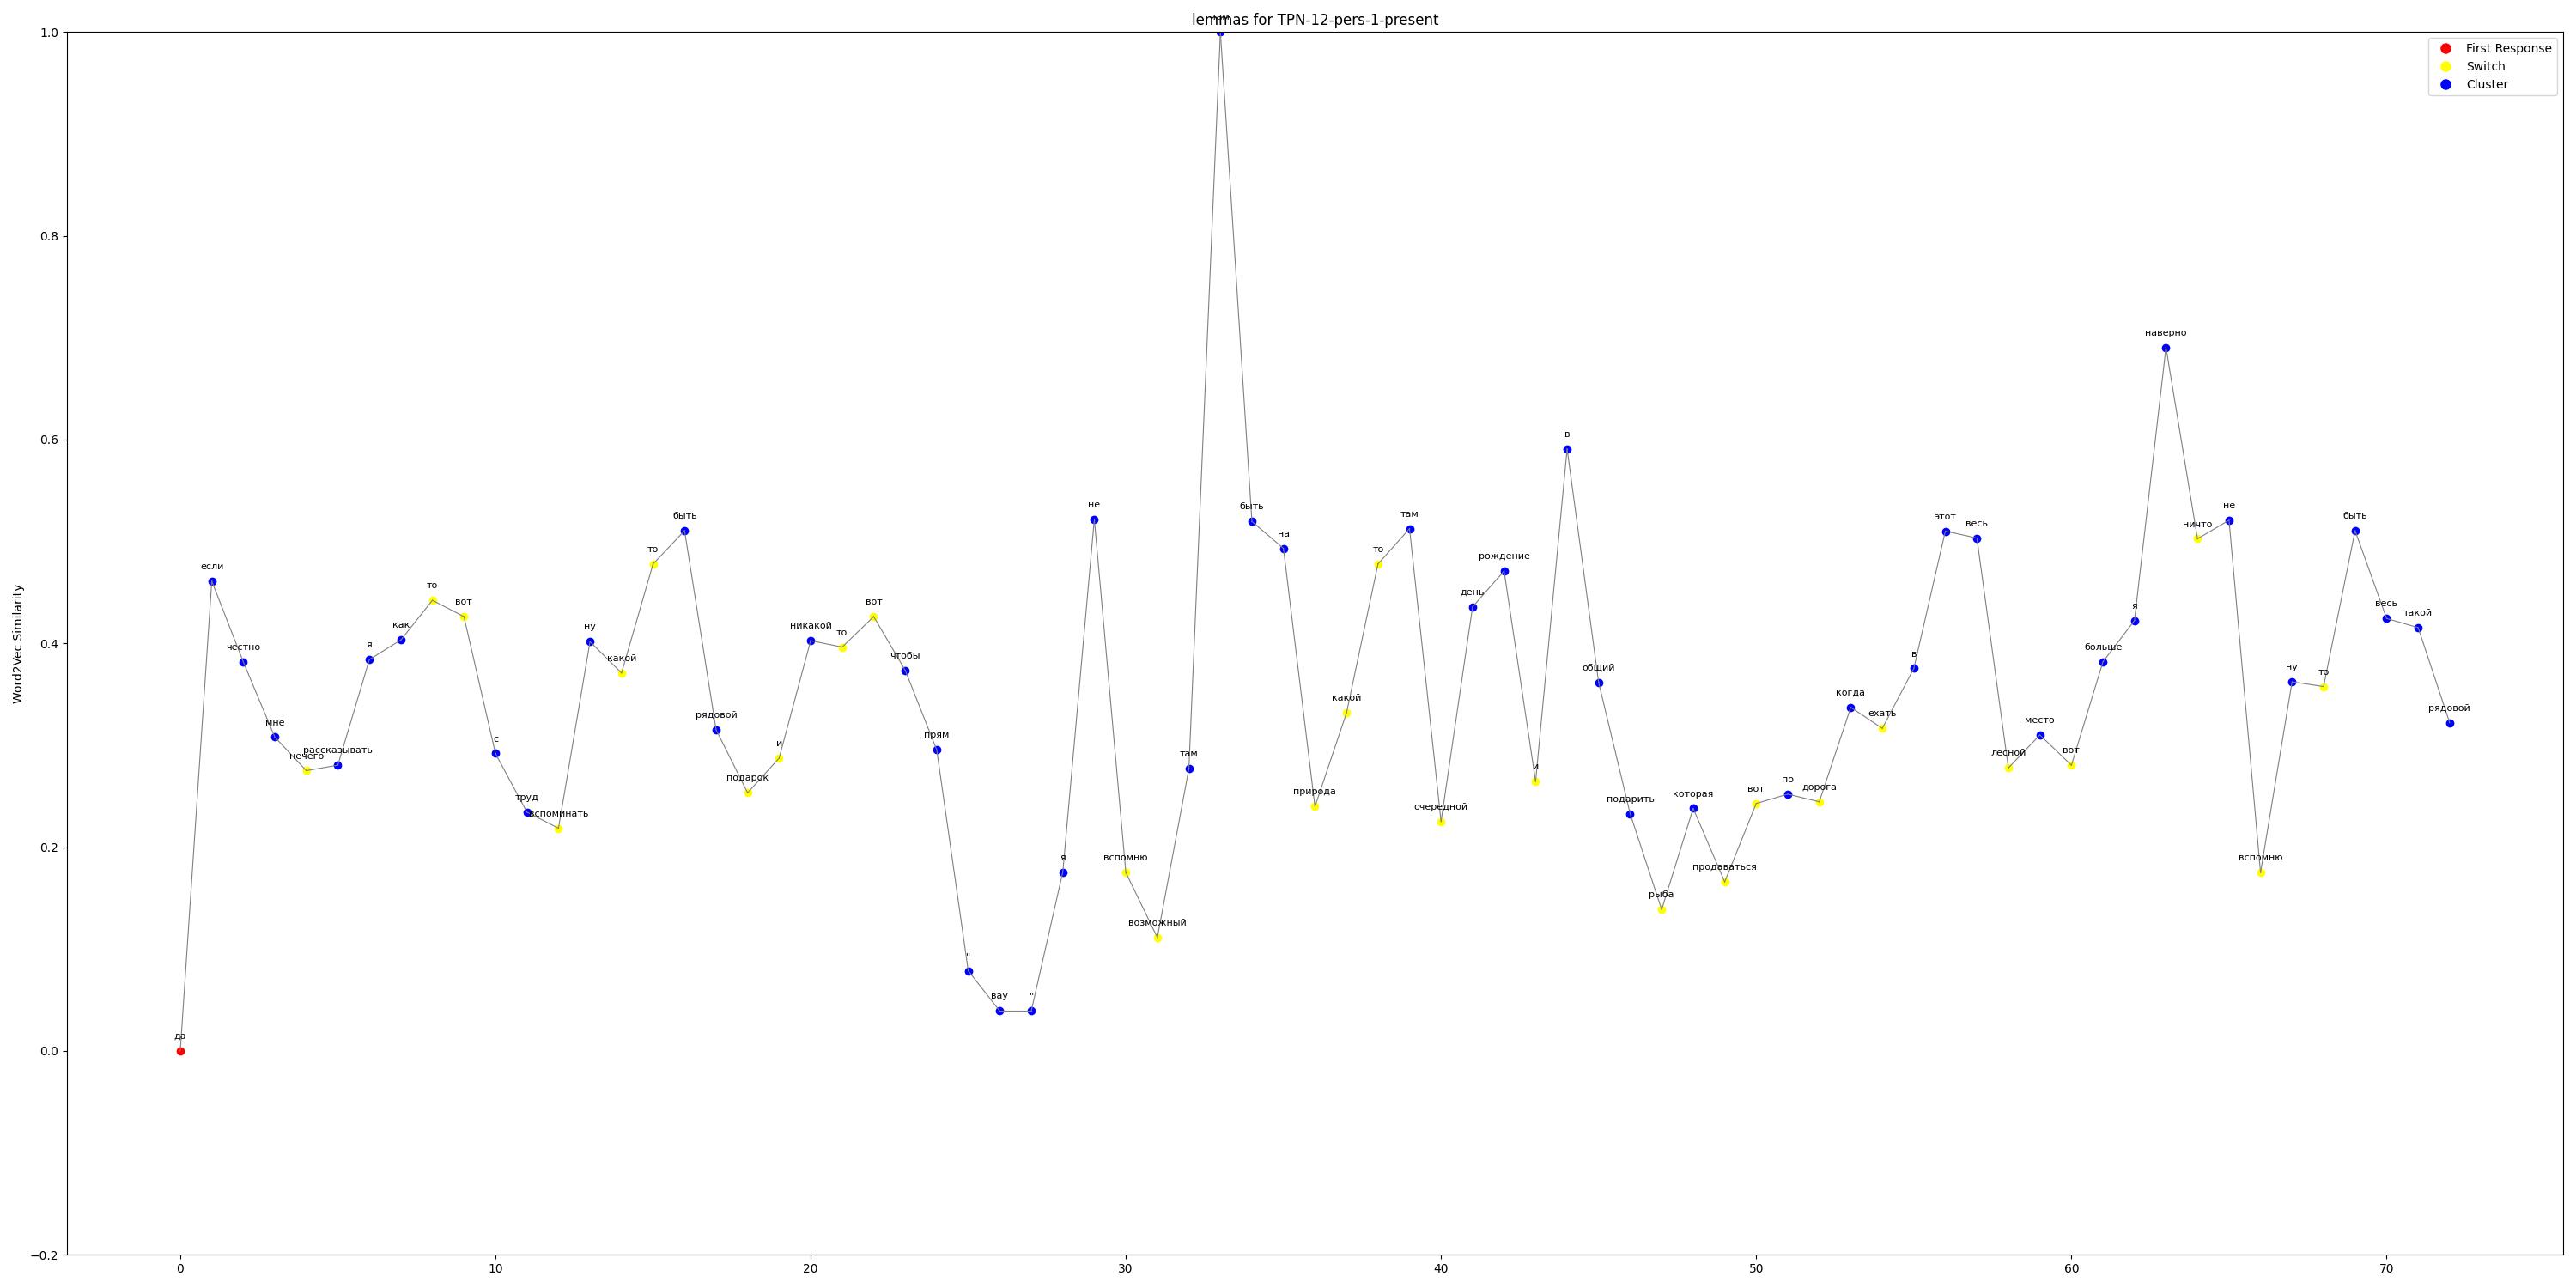 lemmas for TPN-12-pers-1-present
First Response
Switch
Cluster
Word2Vec Similarity
1.0
0.8
0.6
0.4
0.2
0.0
−0.2
да
если
честно
мне
нечего
рассказывать
я
как
то
вот
с
труд
вспоминать
ну
какой
то
быть
рядовой
подарок
и
никакой
то
вот
чтобы
прям
"
вау
"
я
не
вспомню
возможный
там
там
быть
на
природа
какой
то
там
очередной
день
рождение
и
в
общий
подарить
рыба
которая
продаваться
вот
по
дорога
когда
ехать
в
этот
весь
лесной
место
вот
больше
я
наверно
ничто
не
вспомню
ну
то
быть
весь
такой
рядовой
0 10 20 30 40 50 60 70